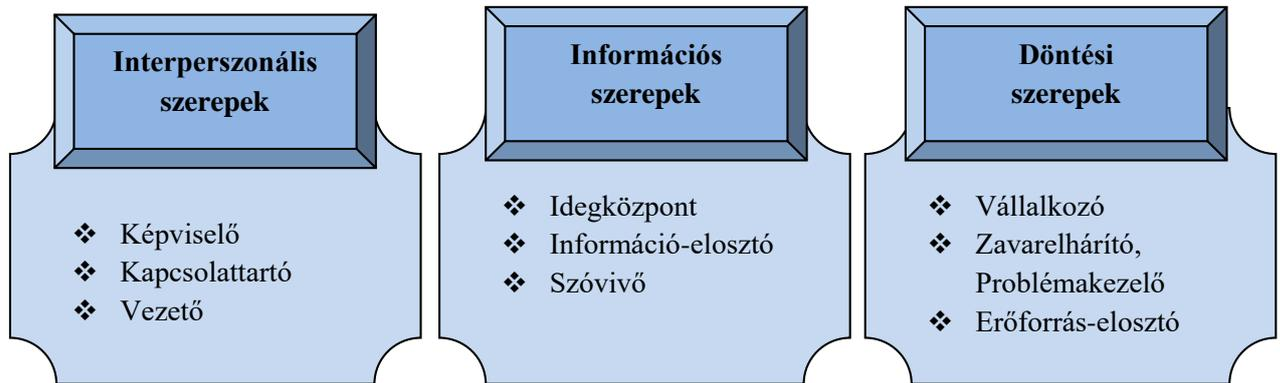 Interperszonális
szerepek
❖ Képviselő
❖ Kapcsolattartó
❖ Vezető
Információs
szerepek
❖ Idegközpont
❖ Információ-elosztó
❖ Szóvivő
Döntési
szerepek
❖ Vállalkozó
❖ Zavarelhárító,
Problémakezelő
❖ Erőforrás-elosztó